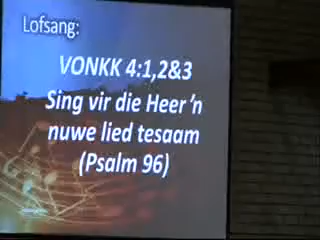 Lofsang:
VONKK 4:1,2&3
Sing vir die Heer ’n
nuwe lied tesaam
(Psalm 96)